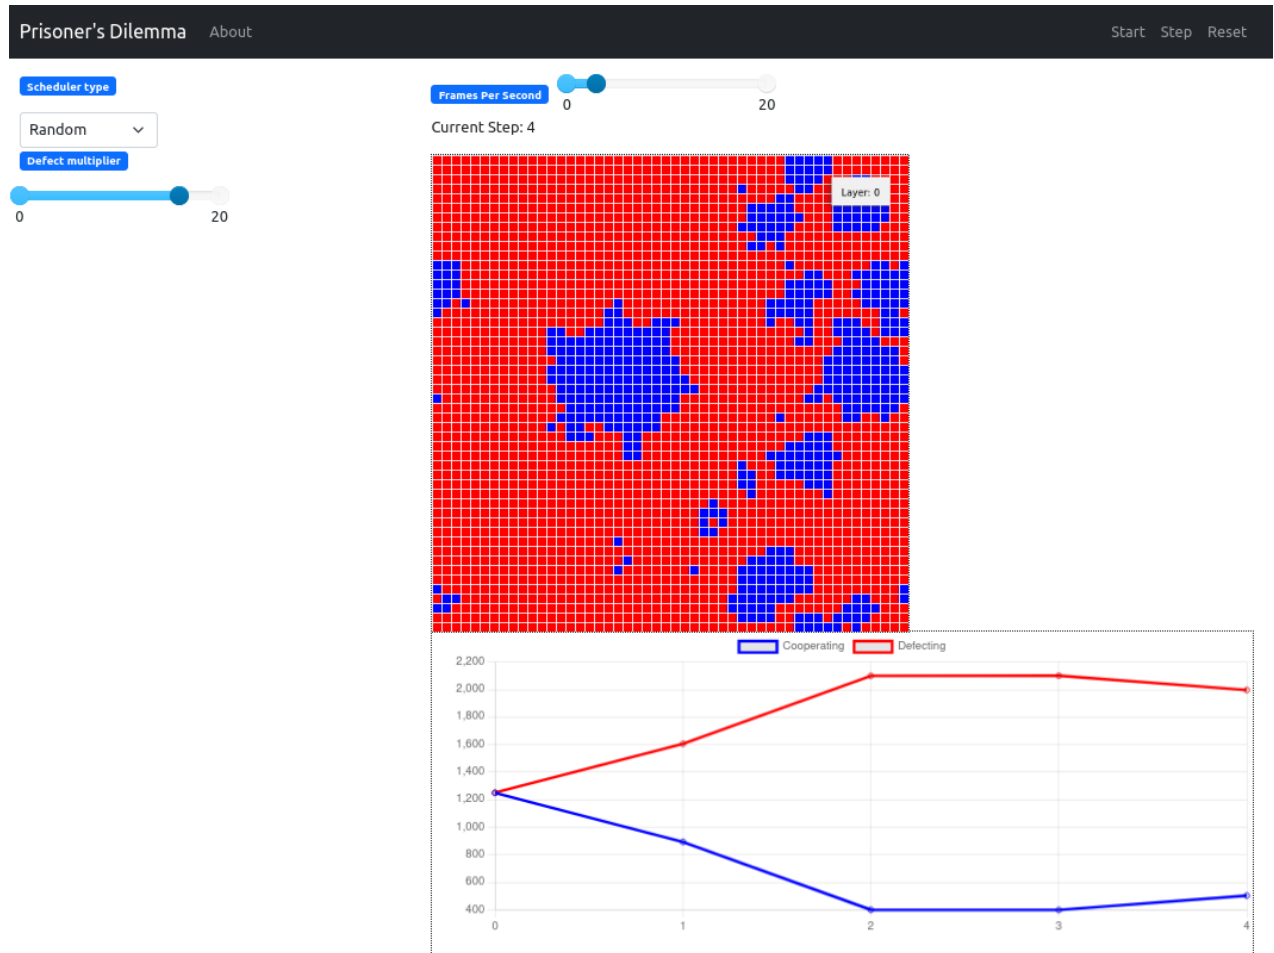 Prisoner's Dilemma About Start Step Reset
Scheduler type
Random
Defect multiplier
0 20
Frames Per Second
0 20
Current Step: 4
Layer: 0
Cooperating Defecting
2,200
2,000
1,800
1,600
1,400
1,200
1,000
800
600
400
0 1 2 3 4